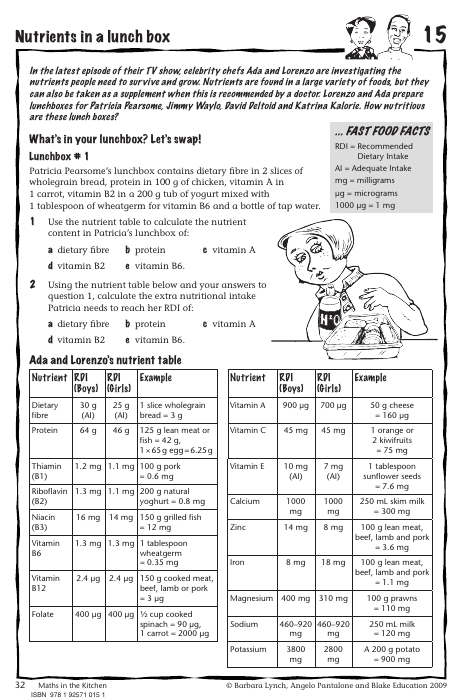 Nutrients in a lunch box
15
In the latest episode of their TV show, celebrity chefs Ada and Lorenzo are investigating the
nutrients people need to survive and grow. Nutrients are found in a large variety of foods, but they
can also be taken as a supplement when this is recommended by a doctor. Lorenzo and Ada prepare
lunchboxes for Patricia Pearsome, Jimmy Waylo, David Peltoid and Katrina Kalorie. How nutritious
are these lunch boxes?
What's in your lunchbox? Let's swap!
Lunchbox # 1
Patricia Pearsome's lunchbox contains dietary fibre in 2 slices of
wholegrain bread, protein in 100 g of chicken, vitamin A in
1 carrot, vitamin B2 in a 200 g tub of yogurt mixed with
1 tablespoon of wheatgerm for vitamin B6 and a bottle of tap water.
... FAST FOOD FACTS
RDI = Recommended
Dietary Intake
AI = Adequate Intake
mg = milligrams
µg = micrograms
1000 µg = 1 mg
1 Use the nutrient table to calculate the nutrient
content in Patricia's lunchbox of:
a dietary fibre b protein c vitamin A
d vitamin B2 e vitamin B6.
2 Using the nutrient table below and your answers to
question 1, calculate the extra nutritional intake
Patricia needs to reach her RDI of:
a dietary fibre b protein c vitamin A
d vitamin B2 e vitamin B6.
H2O
Ada and Lorenzo's nutrient table
Nutrient RDI (Boys) RDI (Girls) Example
Dietary fibre 30 g (AI) 25 g (AI) 1 slice wholegrain bread = 3 g
Protein 64 g 46 g 125 g lean meat or fish = 42 g, 1 × 65 g egg = 6.25 g
Thiamin (B1) 1.2 mg 1.1 mg 100 g pork = 0.6 mg
Riboflavin (B2) 1.3 mg 1.1 mg 200 g natural yoghurt = 0.8 mg
Niacin (B3) 16 mg 14 mg 150 g grilled fish = 12 mg
Vitamin B6 1.3 mg 1.3 mg 1 tablespoon wheatgerm = 0.35 mg
Vitamin B12 2.4 µg 2.4 µg 150 g cooked meat, beef, lamb or pork = 3 µg
Folate 400 µg 400 µg ½ cup cooked spinach = 90 µg, 1 carrot = 2000 µg
Nutrient RDI (Boys) RDI (Girls) Example
Vitamin A 900 µg 700 µg 50 g cheese = 160 µg
Vitamin C 45 mg 45 mg 1 orange or 2 kiwifruits = 75 mg
Vitamin E 10 mg (AI) 7 mg (AI) 1 tablespoon sunflower seeds = 7.6 mg
Calcium 1000 mg 1000 mg 250 mL skim milk = 300 mg
Zinc 14 mg 8 mg 100 g lean meat, beef, lamb and pork = 3.6 mg
Iron 8 mg 18 mg 100 g lean meat, beef, lamb and pork = 1.1 mg
Magnesium 400 mg 310 mg 100 g prawns = 110 mg
Sodium 460–920 mg 460–920 mg 250 mL milk = 120 mg
Potassium 3800 mg 2800 mg A 200 g potato = 900 mg
32 Maths in the Kitchen
ISBN 978 1 92571 015 1
© Barbara Lynch, Angelo Pantalone and Blake Education 2009